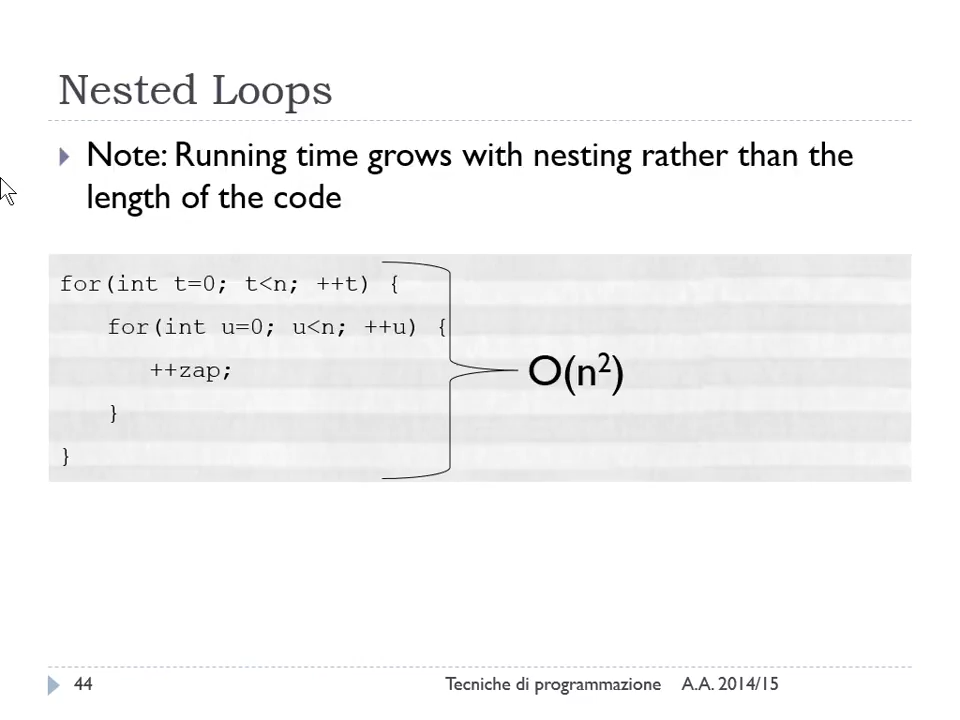 Nested Loops
Note: Running time grows with nesting rather than the
length of the code
for(int t=0; t<n; ++t) {
for(int u=0; u<n; ++u) {
++zap;
}
}
O(n²)
44
Tecniche di programmazione A.A. 2014/15